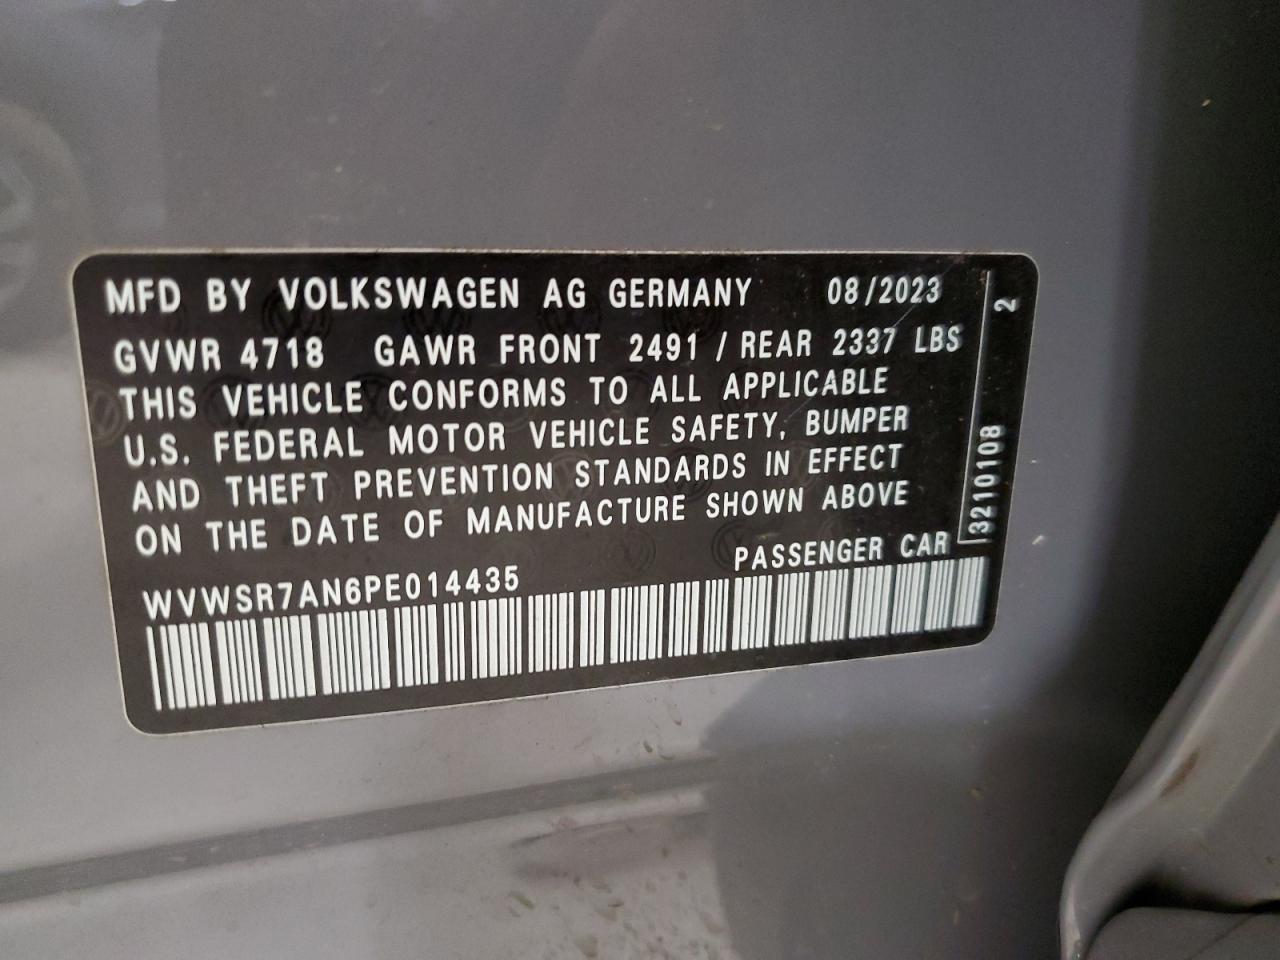 MFD BY VOLKSWAGEN AG GERMANY 08/2023
GVWR 4718 GAWR FRONT 2491 / REAR 2337 LBS
THIS VEHICLE CONFORMS TO ALL APPLICABLE
U.S. FEDERAL MOTOR VEHICLE SAFETY, BUMPER
AND THEFT PREVENTION STANDARDS IN EFFECT
ON THE DATE OF MANUFACTURE SHOWN ABOVE
PASSENGER CAR
WVWSR7AN6PE014435
3210108 2